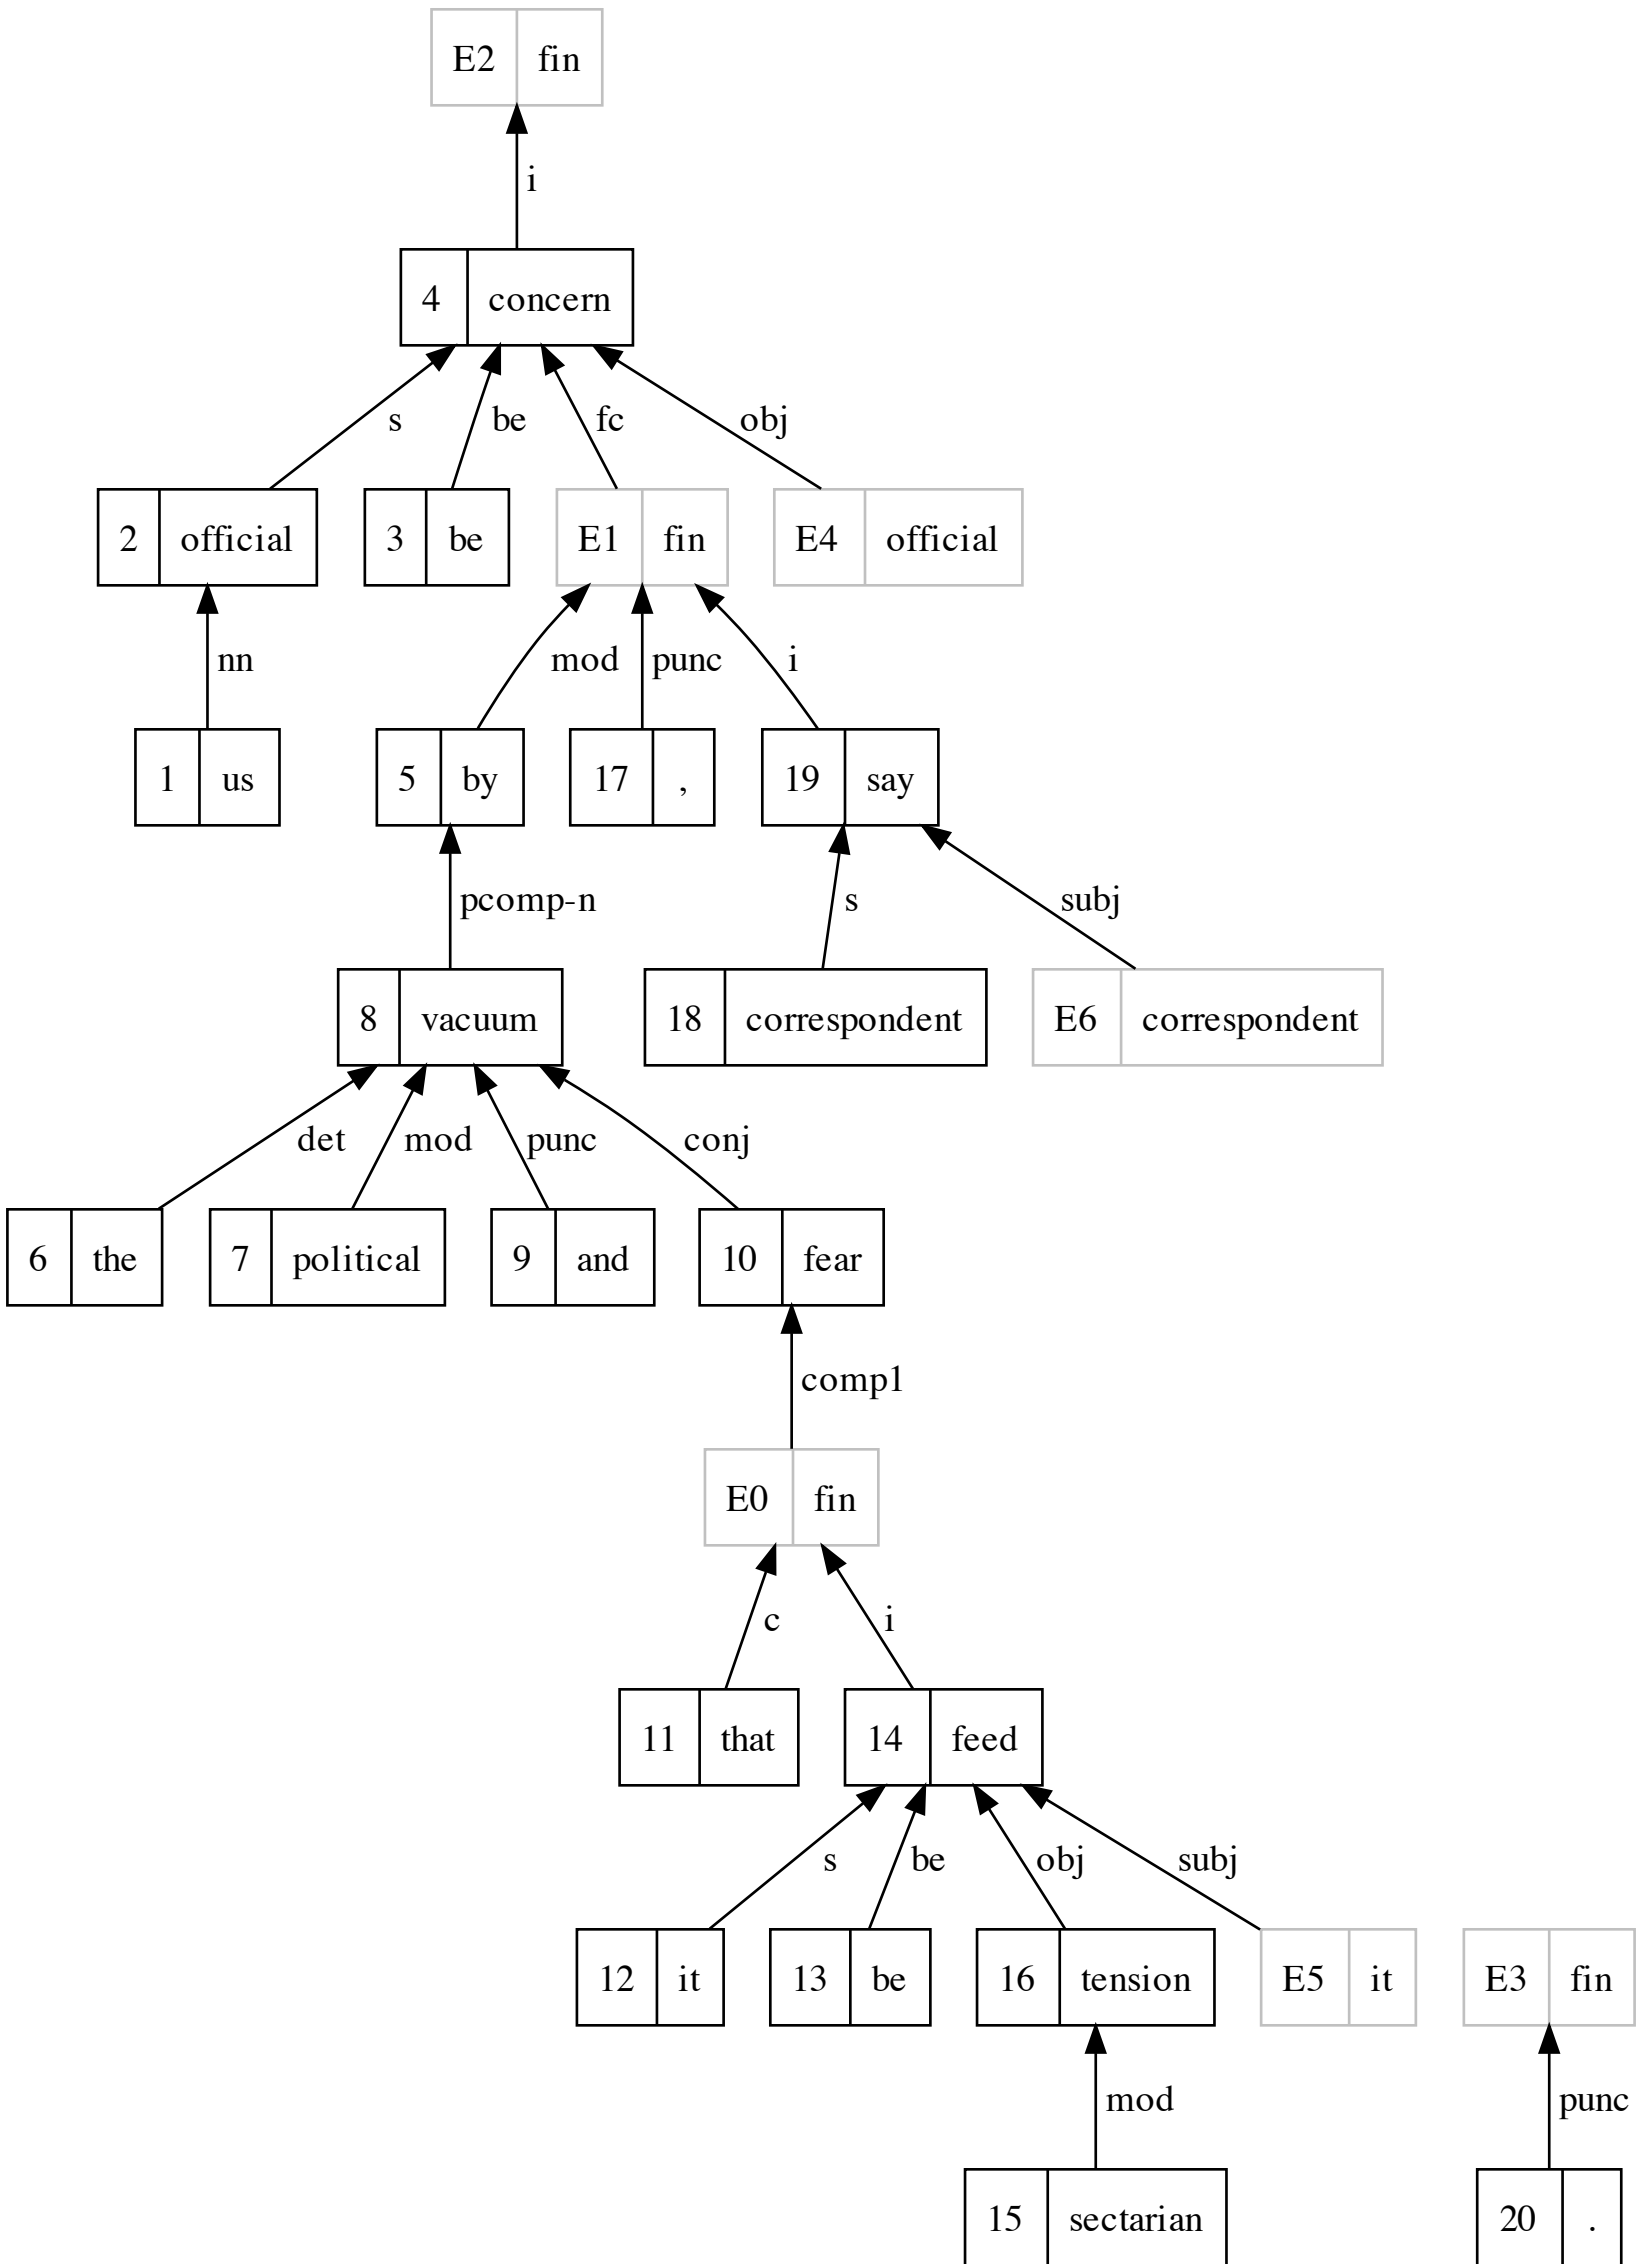 E2 fin
i
4 concern
s be fc obj
2 official 3 be E1 fin E4 official
nn mod punc i
1 us 5 by 17 , 19 say
pcomp-n s subj
8 vacuum 18 correspondent E6 correspondent
det mod punc conj
6 the 7 political 9 and 10 fear
comp1
E0 fin
c i
11 that 14 feed
s be obj subj
12 it 13 be 16 tension E5 it E3 fin
mod punc
15 sectarian 20 .